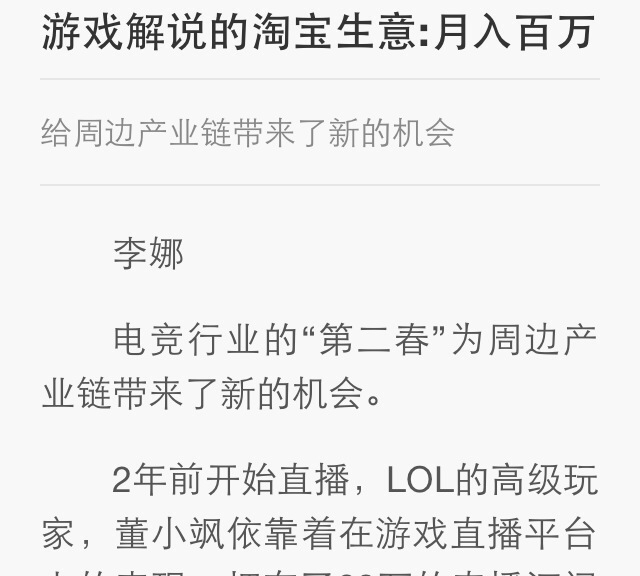 游戏解说的淘宝生意:月入百万
给周边产业链带来了新的机会
李娜
电竞行业的“第二春”为周边产
业链带来了新的机会。
2年前开始直播，LOL的高级玩
家，董小飒依靠着在游戏直播平台